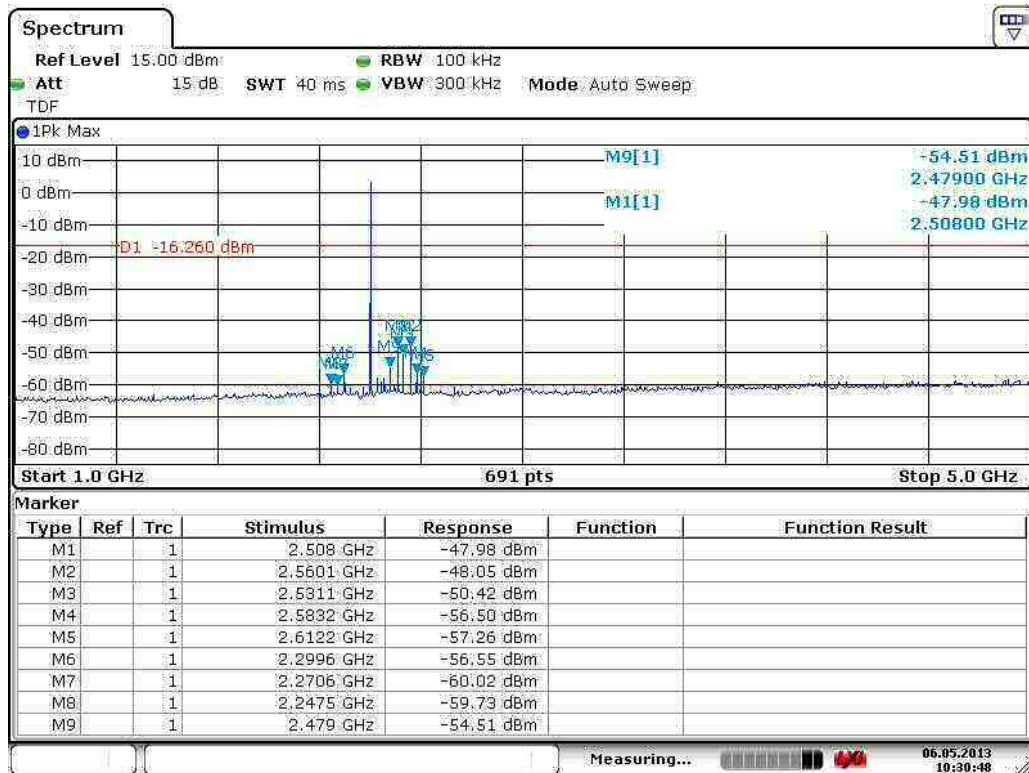 Spectrum
Ref Level 15.00 dBm RBW 100 kHz
Att 15 dB SWT 40 ms VBW 300 kHz Mode Auto Sweep
TDF
1Pk Max
10 dBm M9[1] -54.51 dBm
2.47900 GHz
0 dBm M1[1] -47.98 dBm
2.50800 GHz
-10 dBm
D1 -16.260 dBm
-20 dBm
-30 dBm
-40 dBm
-50 dBm
-60 dBm
-70 dBm
-80 dBm
Start 1.0 GHz 691 pts Stop 5.0 GHz
Marker
Type Ref Trc Stimulus Response Function Function Result
M1 1 2.508 GHz -47.98 dBm
M2 1 2.5601 GHz -48.05 dBm
M3 1 2.5311 GHz -50.42 dBm
M4 1 2.5832 GHz -56.50 dBm
M5 1 2.6122 GHz -57.26 dBm
M6 1 2.2996 GHz -56.55 dBm
M7 1 2.2706 GHz -60.02 dBm
M8 1 2.2475 GHz -59.73 dBm
M9 1 2.479 GHz -54.51 dBm
Measuring... 06.05.2013
10:30:48